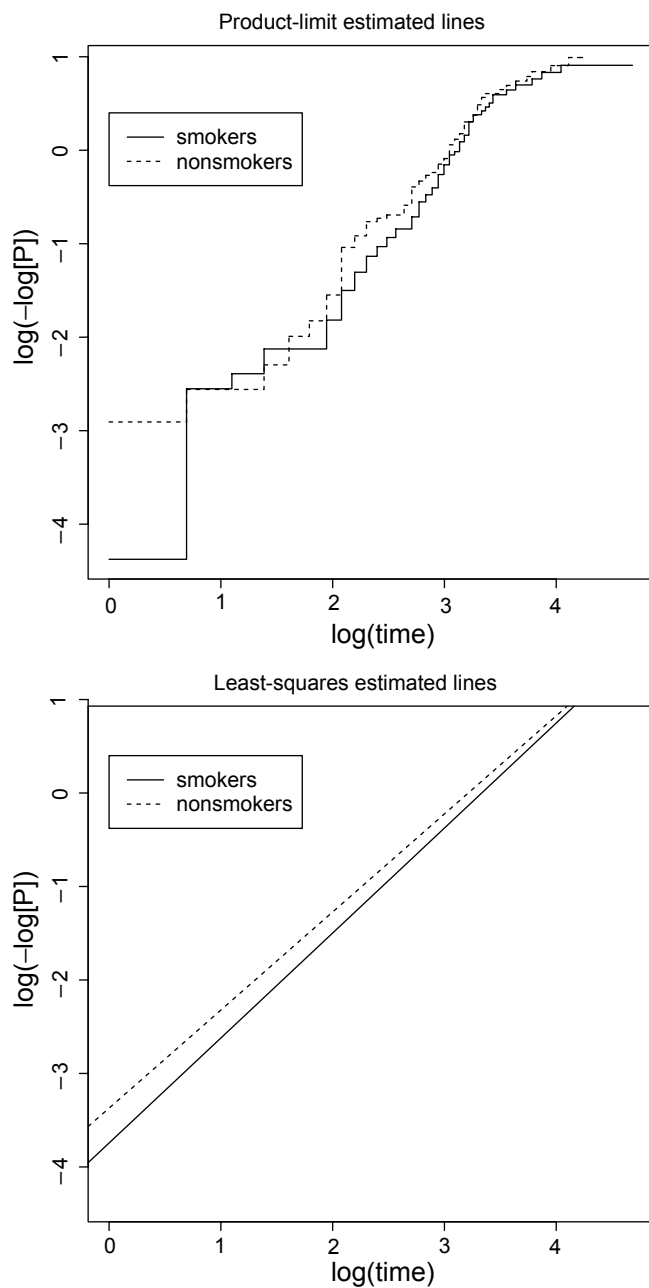 Product-limit estimated lines
1
0
−1
−2
−3
−4
log(−log[P])
smokers
nonsmokers
0 1 2 3 4
log(time)
Least-squares estimated lines
1
0
−1
−2
−3
−4
log(−log[P])
smokers
nonsmokers
0 1 2 3 4
log(time)